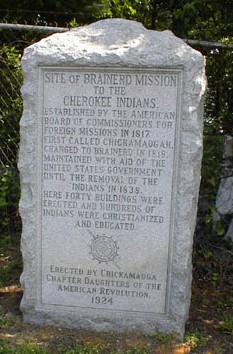 SITE OF BRAINERD MISSION
TO THE
CHEROKEE INDIANS.
ESTABLISHED BY THE AMERICAN
BOARD OF COMMISSIONERS FOR
FOREIGN MISSIONS IN 1817.
FIRST CALLED CHICKAMAUGAH,
CHANGED TO BRAINERD IN 1818.
MAINTAINED WITH AID OF THE
UNITED STATES GOVERNMENT
UNTIL THE REMOVAL OF THE
INDIANS IN 1838.
HERE FORTY BUILDINGS WERE
ERECTED AND HUNDREDS OF
INDIANS WERE CHRISTIANIZED
AND EDUCATED.
ERECTED BY CHICKAMAUGA
CHAPTER DAUGHTERS OF THE
AMERICAN REVOLUTION.
1924